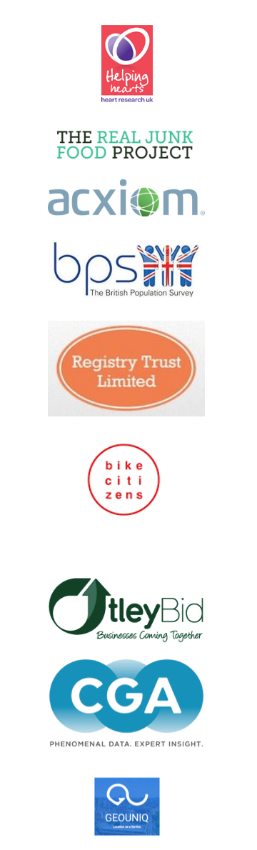 Helping
hearts
heart research uk
THE REAL JUNK
FOOD PROJECT
acxiom
bps
The British Population Survey
Registry Trust
Limited
bike
citi
zens
OtleyBid
Businesses Coming Together
CGA
PHENOMENAL DATA. EXPERT INSIGHT.
GEOUNIQ